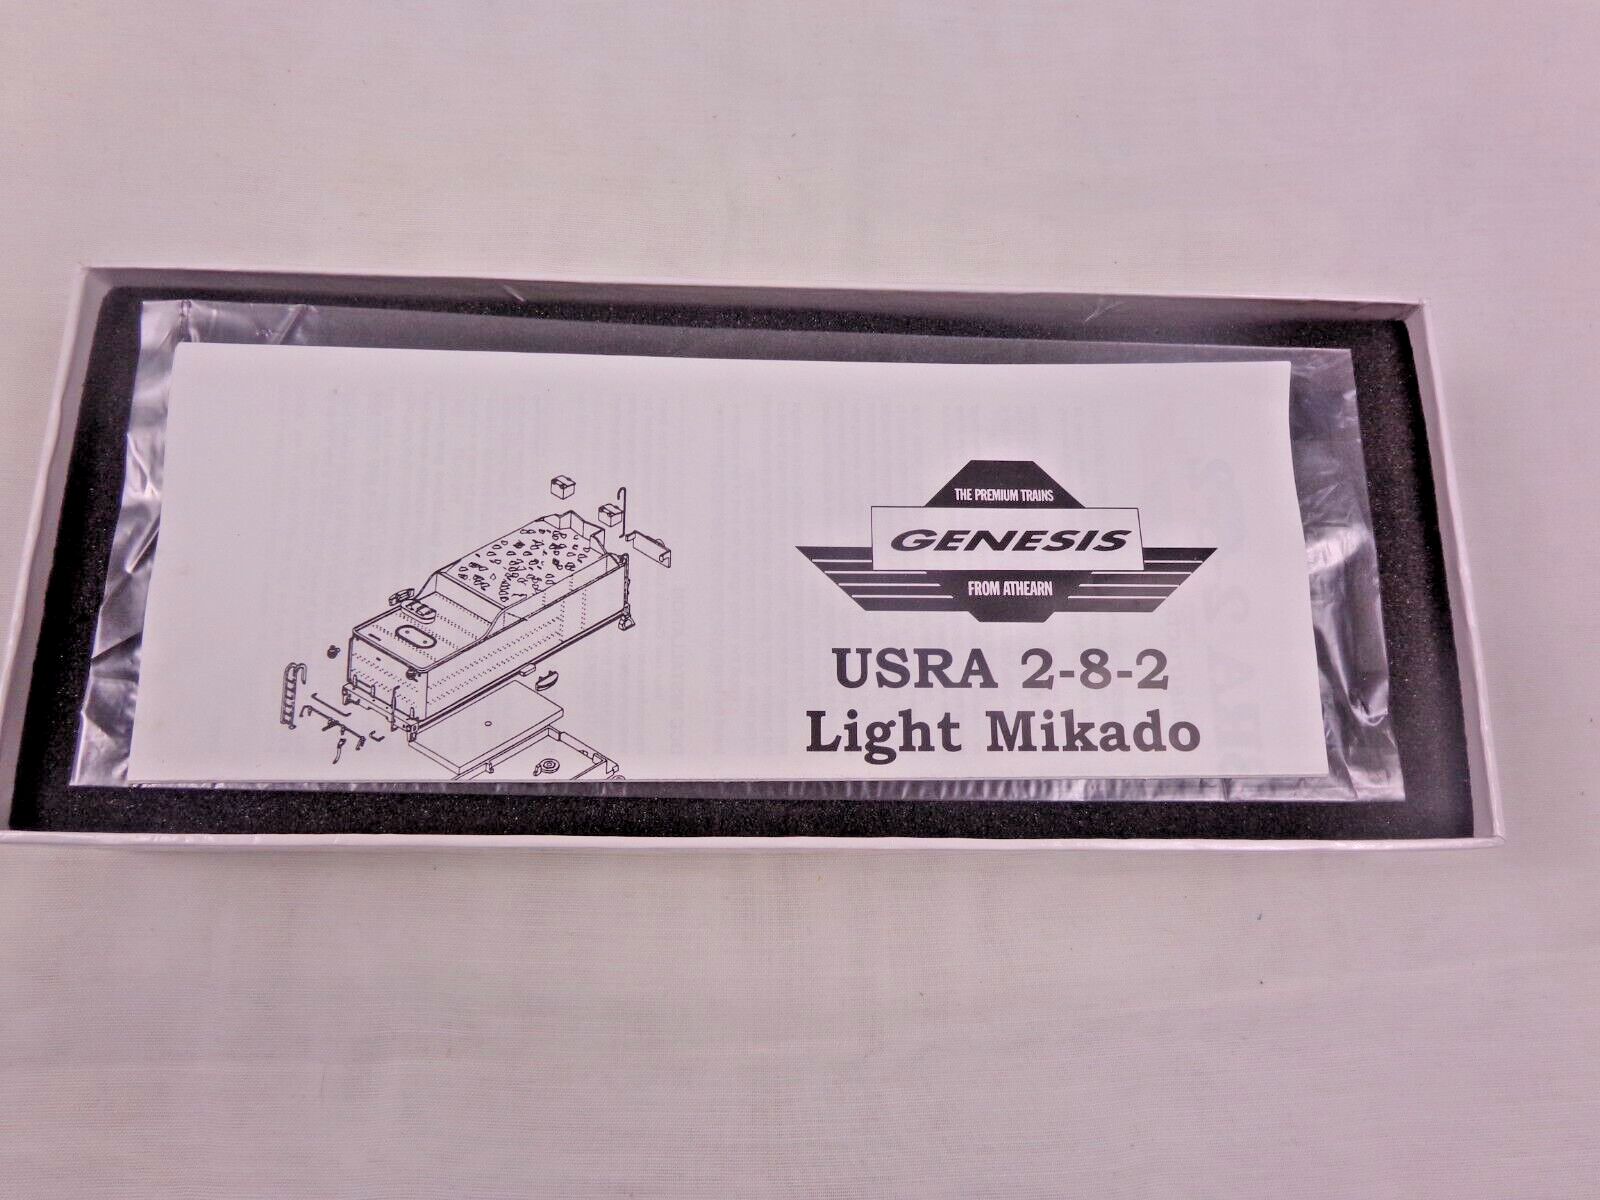 THE PREMIUM TRAINS
GENESIS
FROM ATHEARN
USRA 2-8-2
Light Mikado